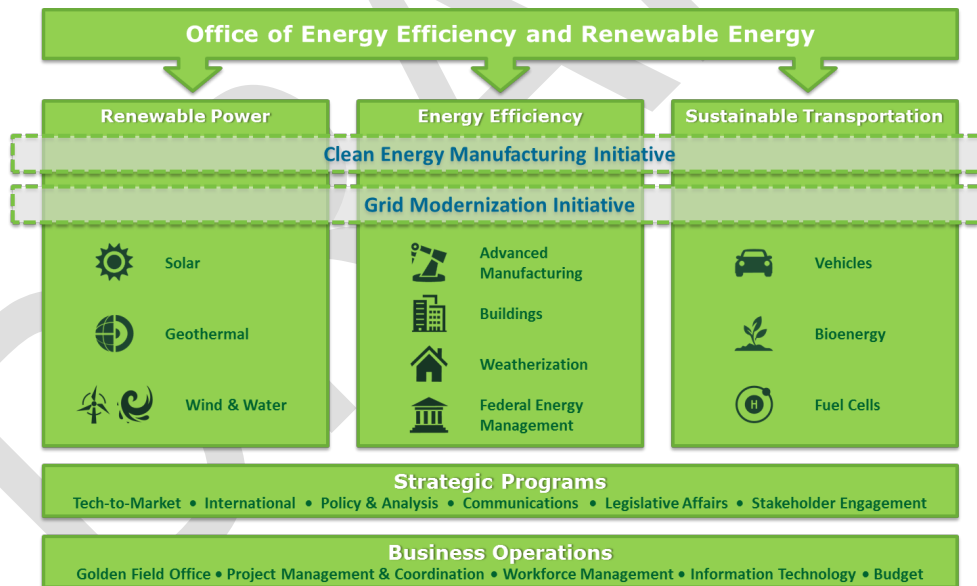 Office of Energy Efficiency and Renewable Energy
Renewable Power
Energy Efficiency
Sustainable Transportation
Clean Energy Manufacturing Initiative
Grid Modernization Initiative
Solar
Geothermal
Wind & Water
Advanced
Manufacturing
Buildings
Weatherization
Federal Energy
Management
Vehicles
Bioenergy
H
Fuel Cells
Strategic Programs
Tech-to-Market • International • Policy & Analysis • Communications • Legislative Affairs • Stakeholder Engagement
Business Operations
Golden Field Office • Project Management & Coordination • Workforce Management • Information Technology • Budget